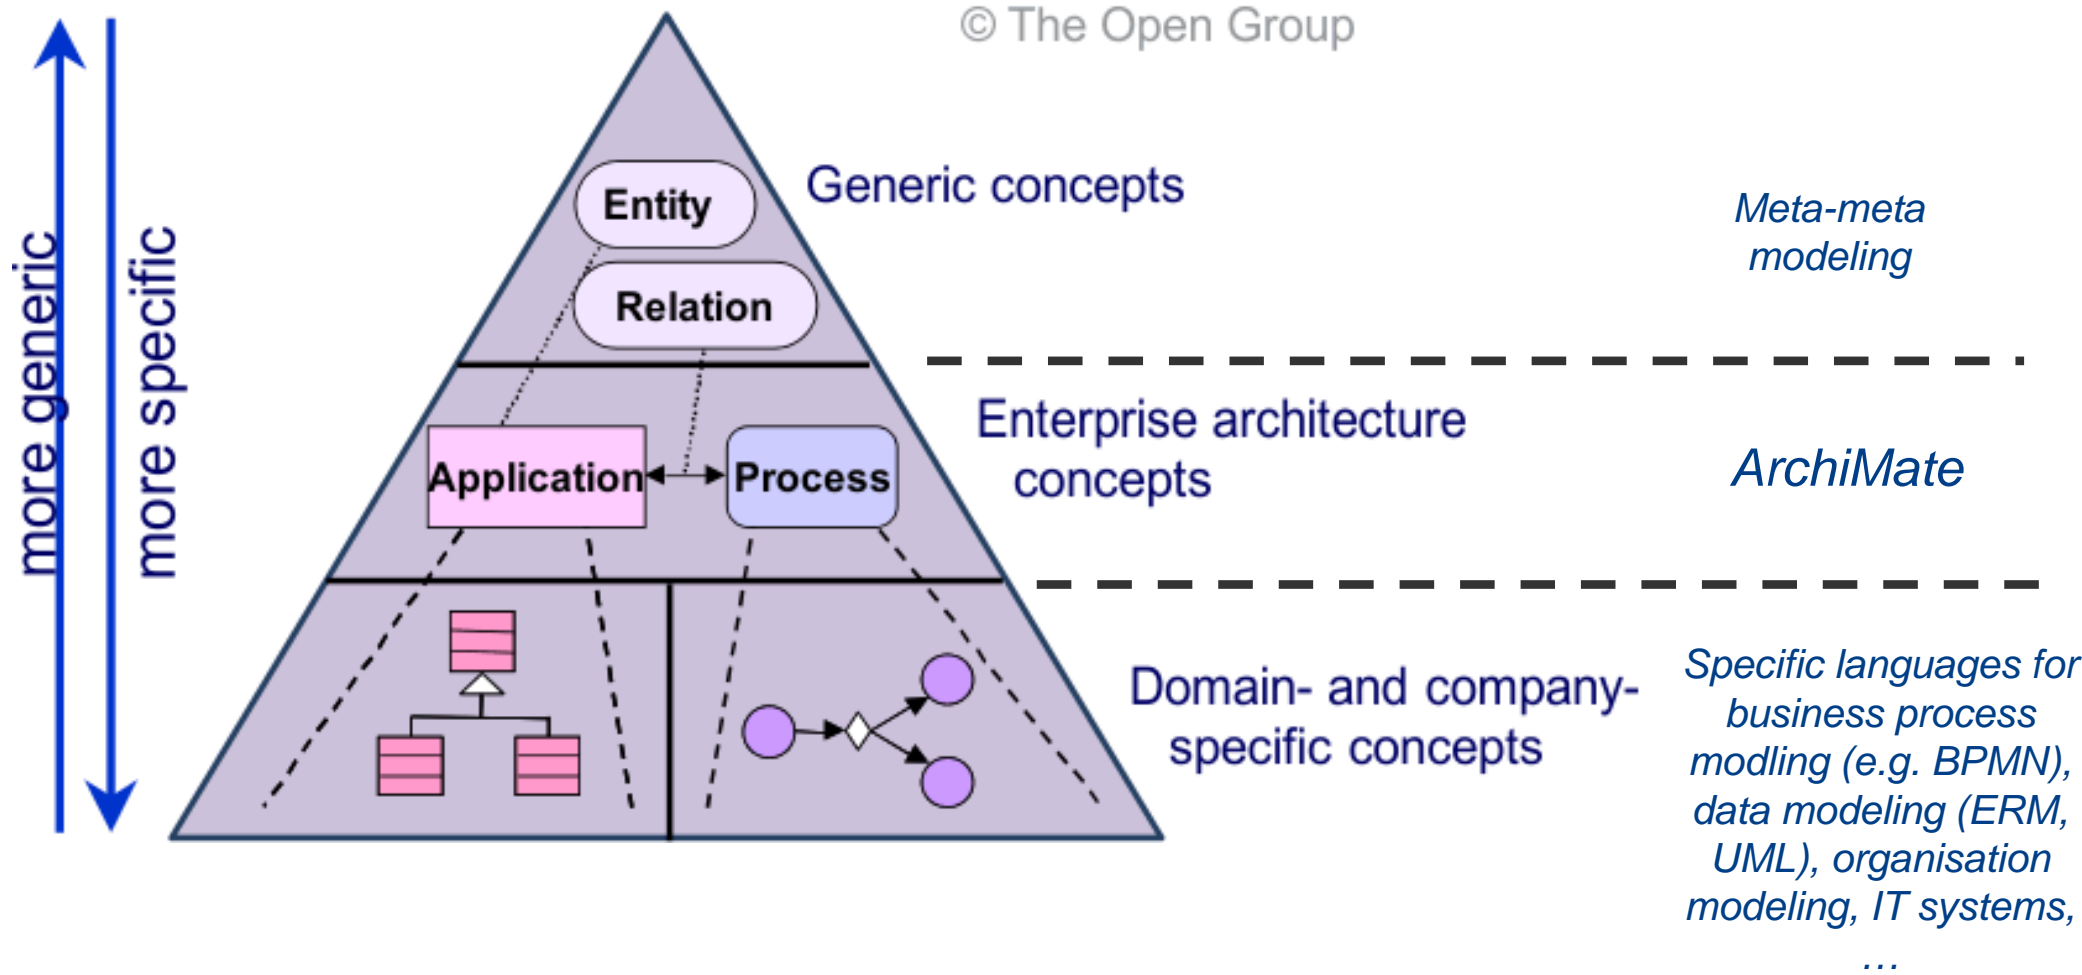 © The Open Group
more generic
more specific
Entity
Relation
Generic concepts
Meta-meta
modeling
Application
Process
Enterprise architecture
concepts
ArchiMate
Domain- and company-
specific concepts
Specific languages for
business process
modling (e.g. BPMN),
data modeling (ERM,
UML), organisation
modeling, IT systems,
...